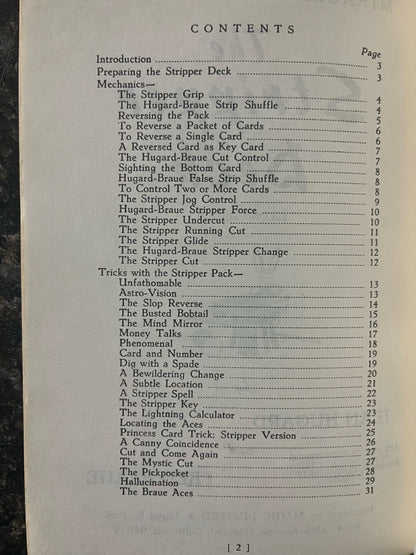 CONTENTS
Page
Introduction ........ 3
Preparing the Stripper Deck ........ 3
Mechanics—
The Stripper Grip ........ 4
The Hugard-Braue Strip Shuffle ........ 4
Reversing the Pack ........ 5
To Reverse a Packet of Cards ........ 6
To Reverse a Single Card ........ 6
A Reversed Card as Key Card ........ 7
The Hugard-Braue Cut Control ........ 7
Sighting the Bottom Card ........ 8
Hugard-Braue False Strip Shuffle ........ 8
To Control Two or More Cards ........ 8
The Stripper Jog Control ........ 9
Hugard-Braue Stripper Force ........ 10
The Stripper Undercut ........ 10
The Stripper Running Cut ........ 11
The Stripper Glide ........ 11
The Hugard-Braue Stripper Change ........ 12
The Stripper Cut ........ 12
Tricks with the Stripper Pack—
Unfathomable ........ 13
Astro-Vision ........ 13
The Slop Reverse ........ 14
The Busted Bobtail ........ 15
The Mind Mirror ........ 16
Money Talks ........ 17
Phenomenal ........ 18
Card and Number ........ 19
Dig with a Spade ........ 19
A Bewildering Change ........ 20
A Subtle Location ........ 21
A Stripper Spell ........ 22
The Stripper Key ........ 23
The Lightning Calculator ........ 23
Locating the Aces ........ 24
Princess Card Trick; Stripper Version ........ 25
A Canny Coincidence ........ 26
Cut and Come Again ........ 27
The Mystic Cut ........ 27
The Pickpocket ........ 28
Hallucination ........ 29
The Braue Aces ........ 31
[ 2 ]